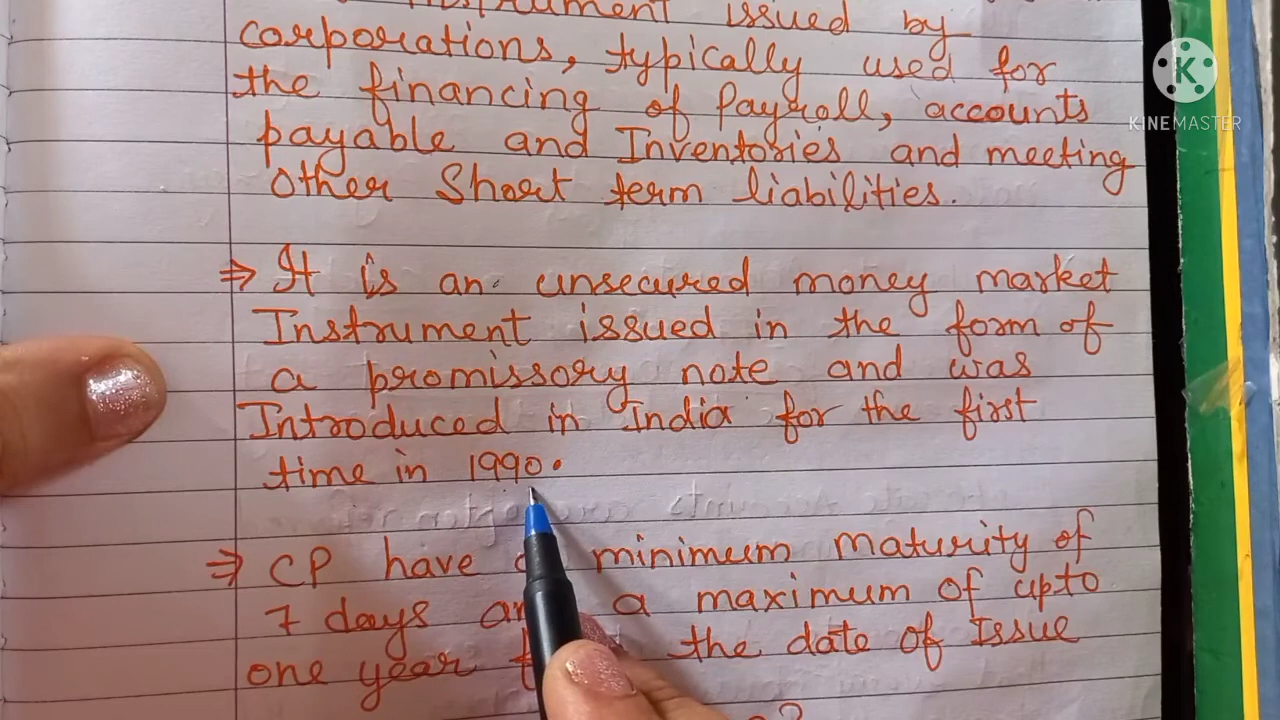 Instrument issued by
corporations, typically used for
the financing of Payroll, accounts
payable and Inventories and meeting
other Short term liabilities.
⇒ It is an unsecured money market
Instrument issued in the form of
a promissory note and was
Introduced in India for the first
time in 1990.
⇒ CP have minimum maturity of
7 days a maximum of upto
one year the date of Issue
K
KINEMASTER